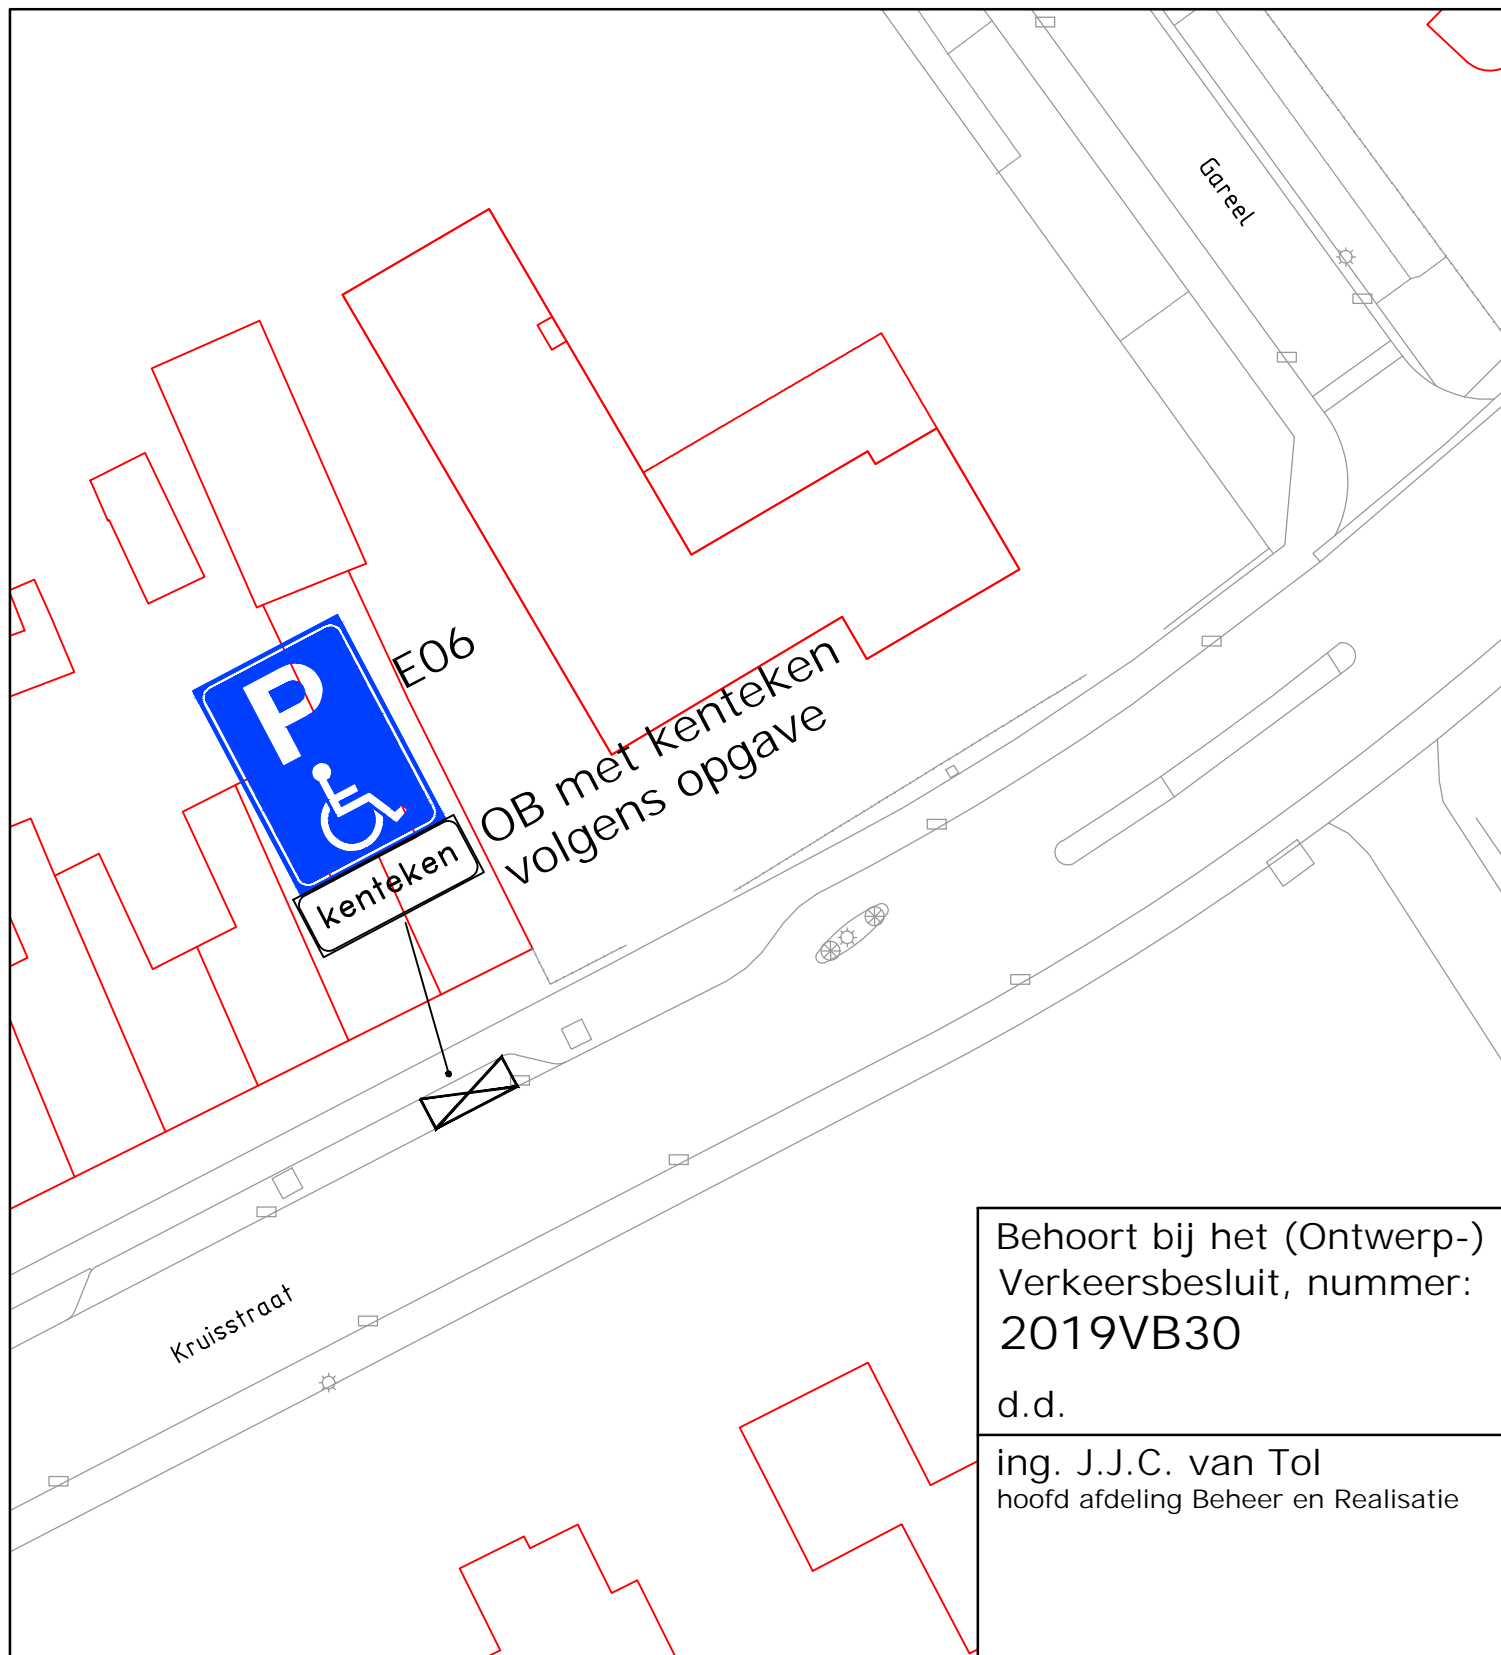 Gareel
P
E06
OB met kenteken
volgens opgave
kenteken
Kruisstraat
Behoort bij het (Ontwerp-)
Verkeersbesluit, nummer:
2019VB30
d.d.
ing. J.J.C. van Tol
hoofd afdeling Beheer en Realisatie